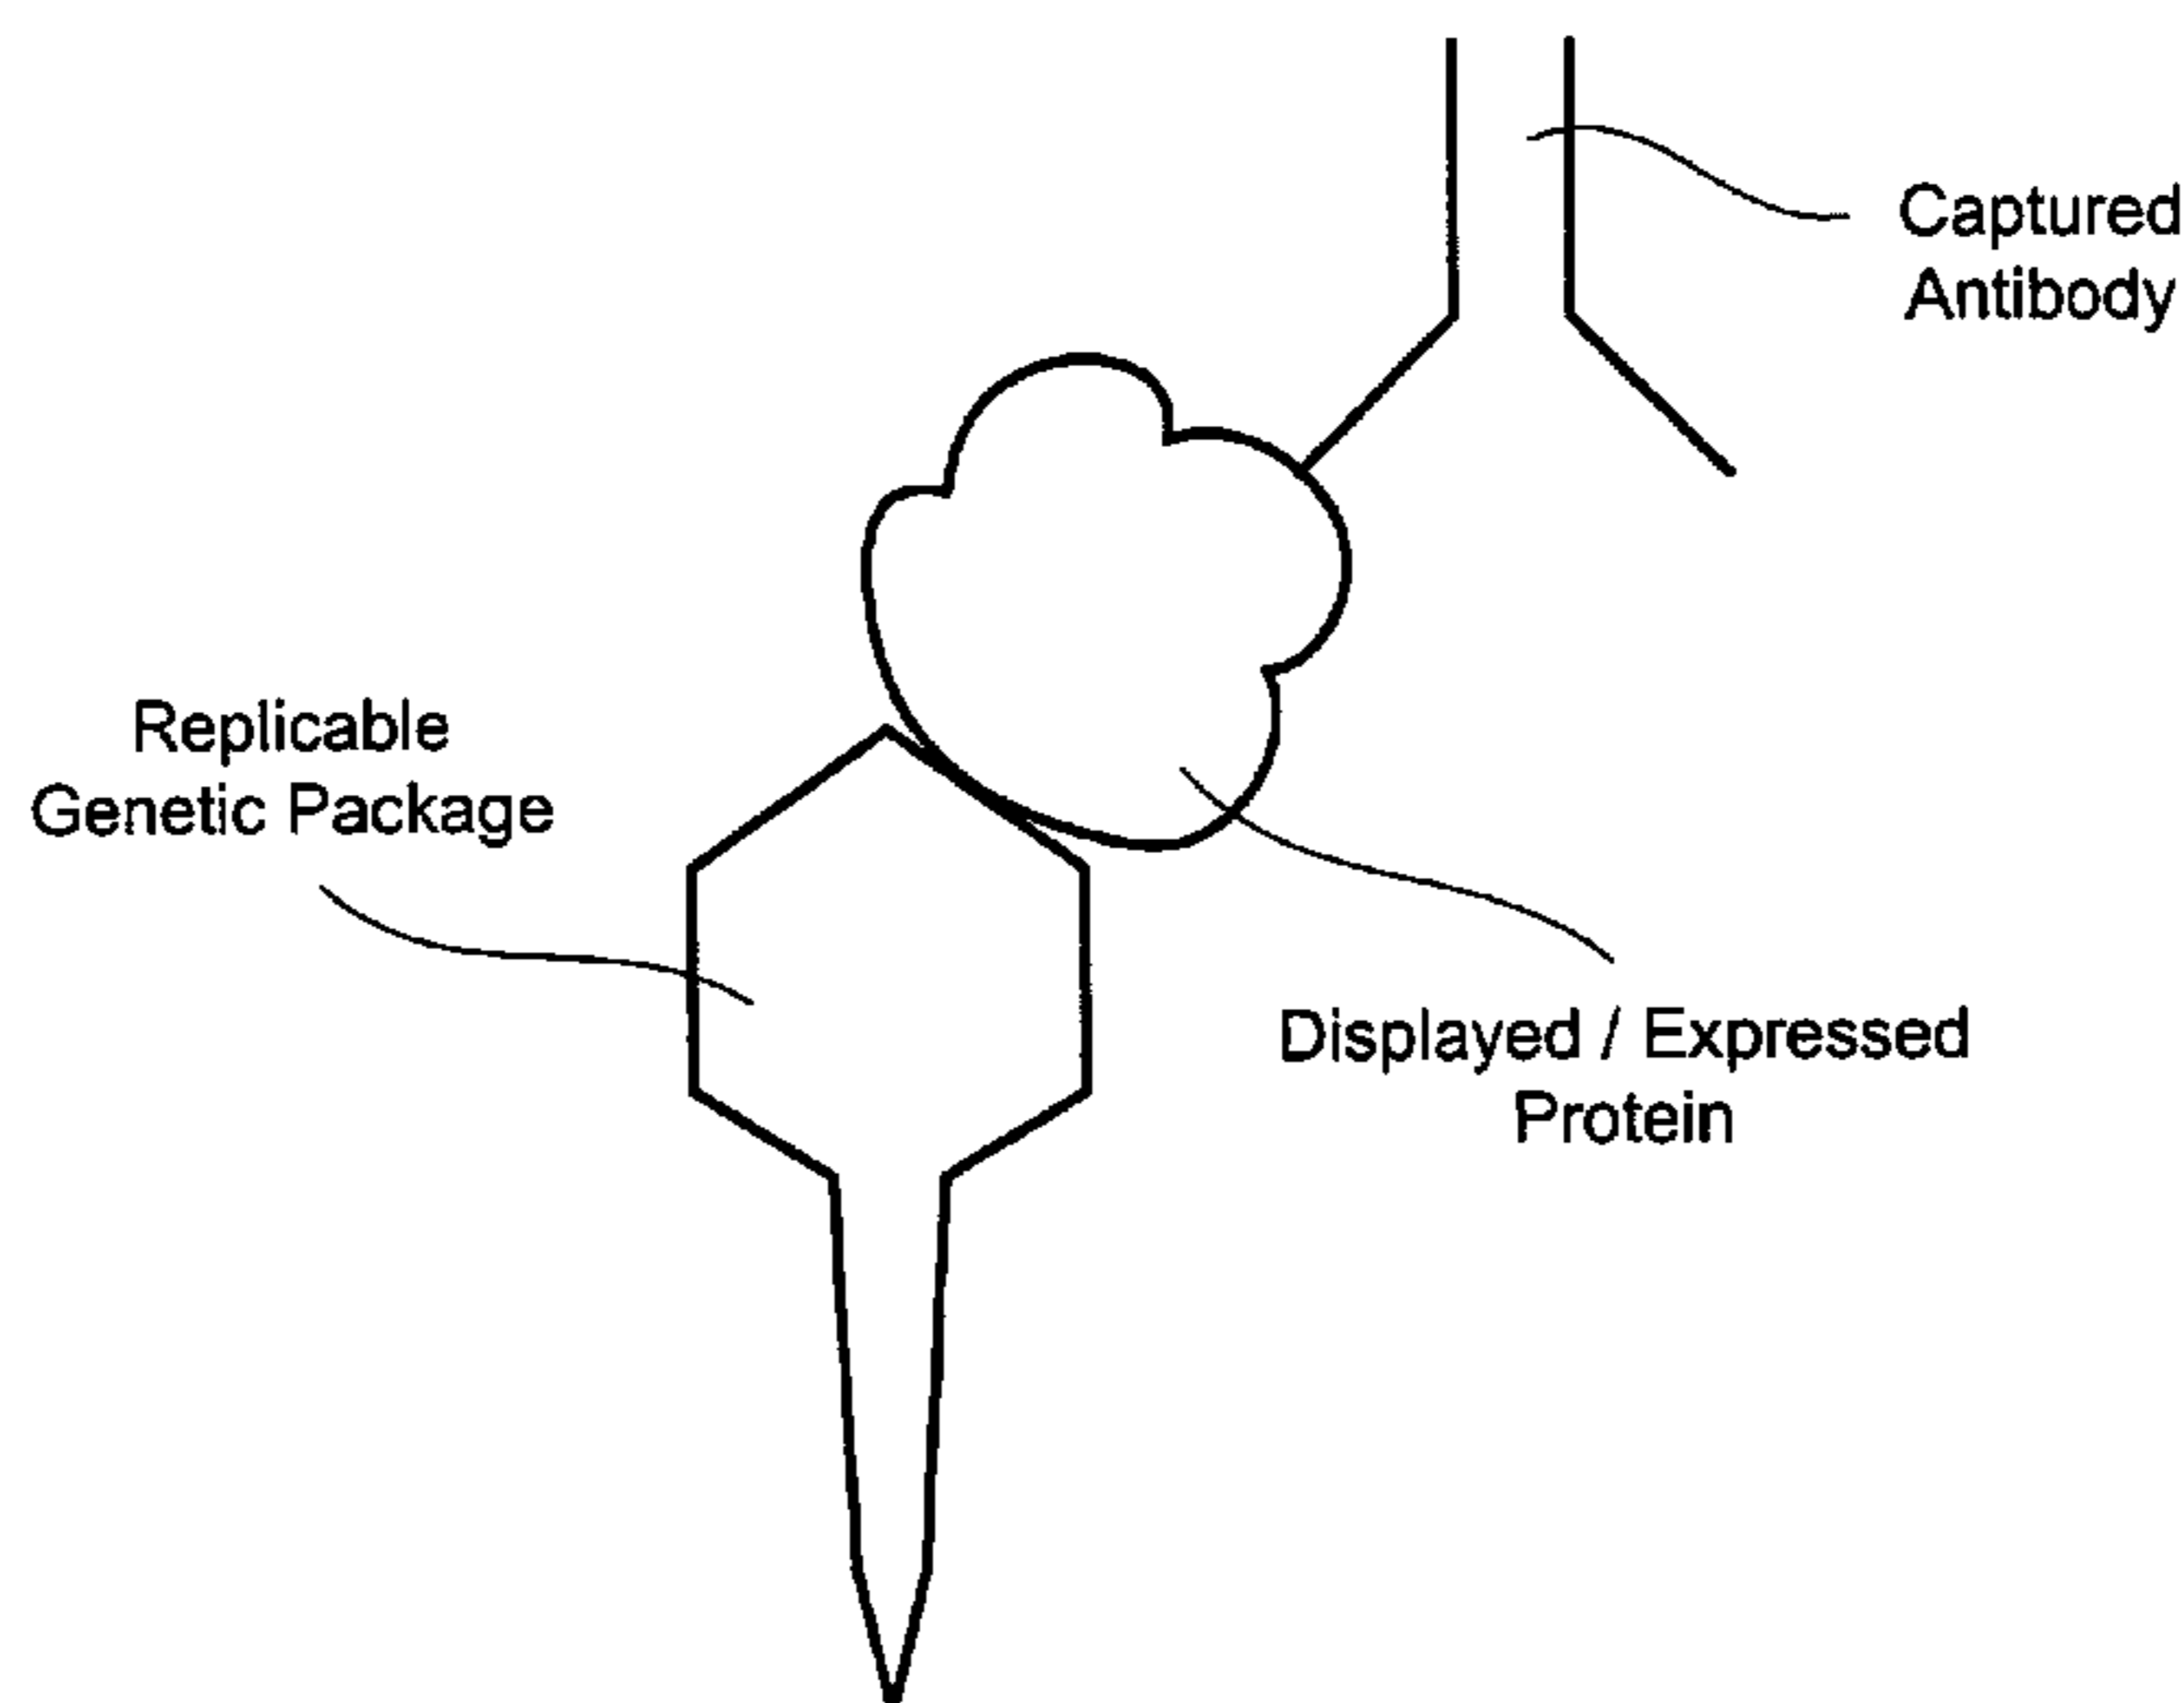 Captured
Antibody
Replicable
Genetic Package
Displayed / Expressed
Protein